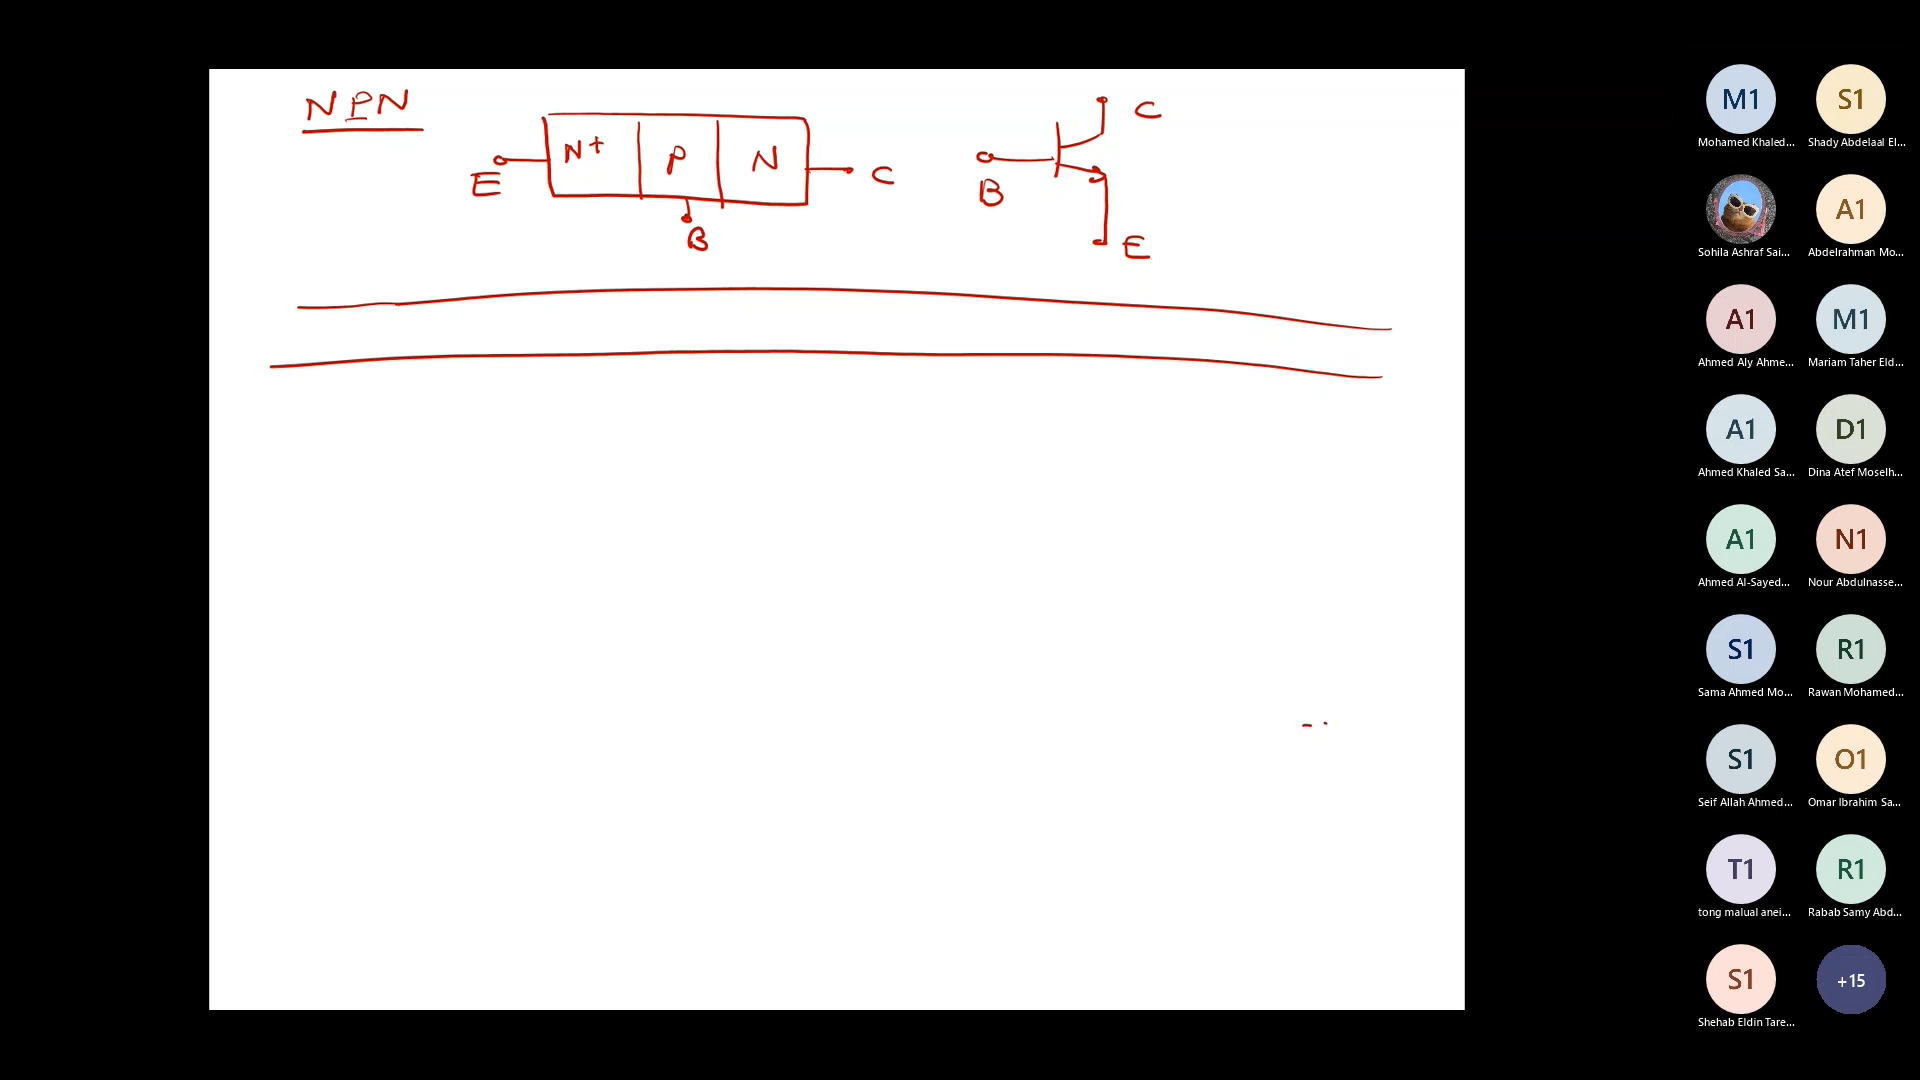 NPN
N+ P N
E
C
B
C
B
E
M1 S1
Mohamed Khaled... Shady Abdelaal El...
A1
Sohila Ashraf Sai... Abdelrahman Mo...
A1 M1
Ahmed Aly Ahme... Mariam Taher Eld...
A1 D1
Ahmed Khaled Sa... Dina Atef Moselh...
A1 N1
Ahmed Al-Sayed... Nour Abdulnasse...
S1 R1
Sama Ahmed Mo... Rawan Mohamed...
S1 O1
Seif Allah Ahmed... Omar Ibrahim Sa...
T1 R1
tong malual anei... Rabab Samy Abd...
S1 +15
Shehab Eldin Tare...